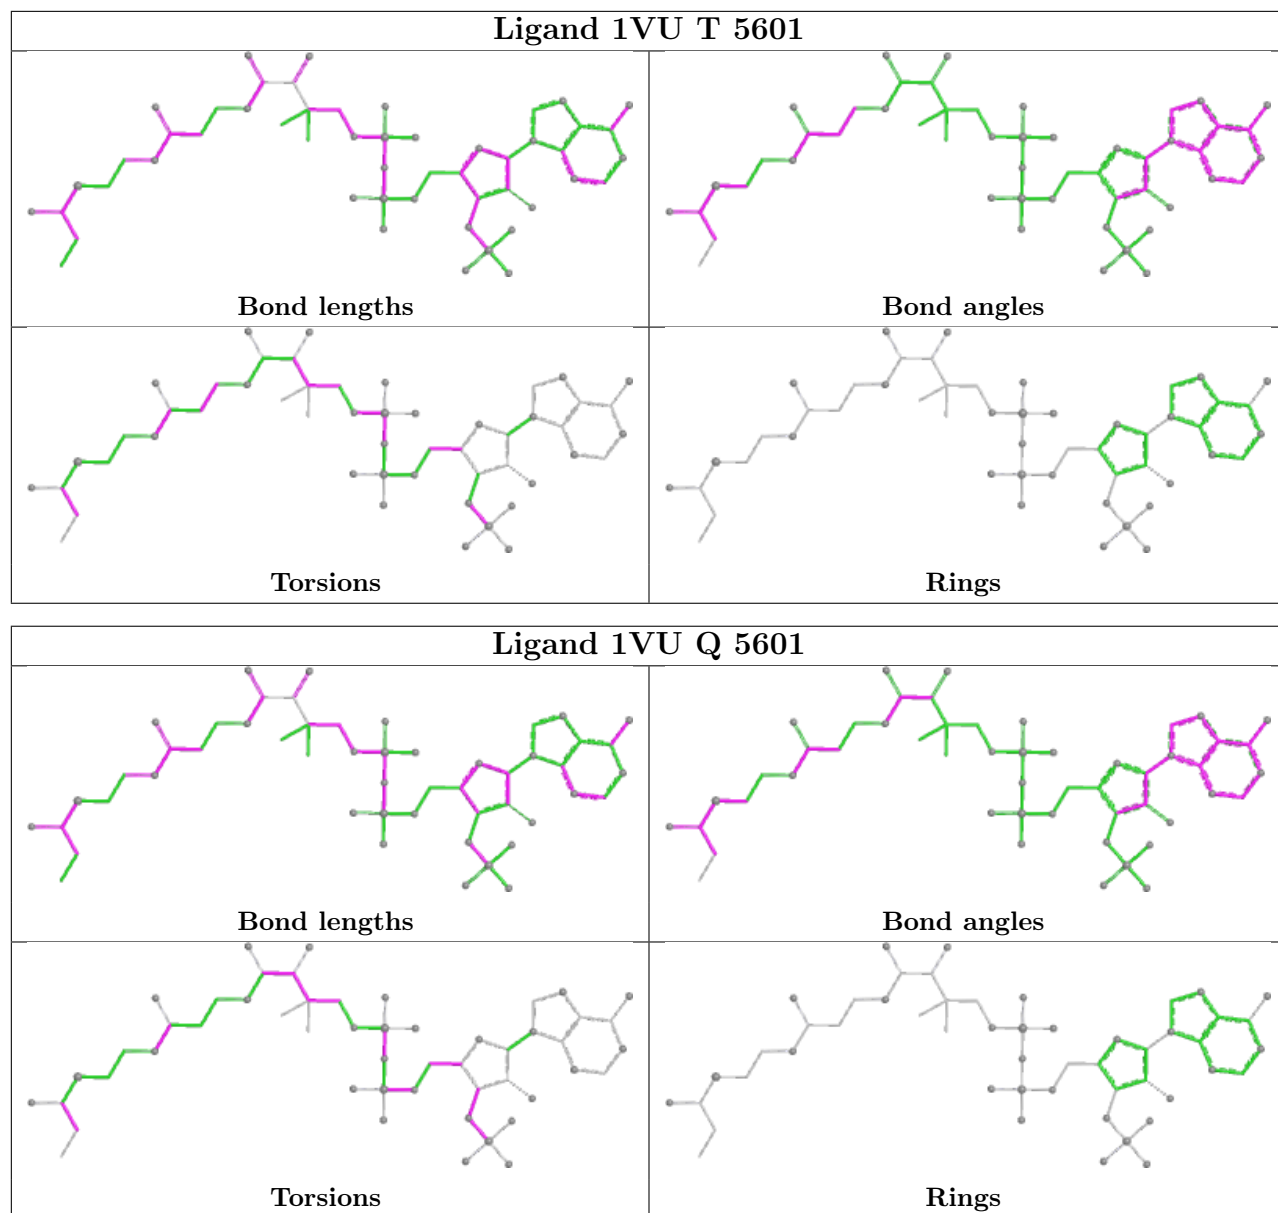 Ligand 1VU T 5601
Bond lengths
Bond angles
Torsions
Rings
Ligand 1VU Q 5601
Bond lengths
Bond angles
Torsions
Rings